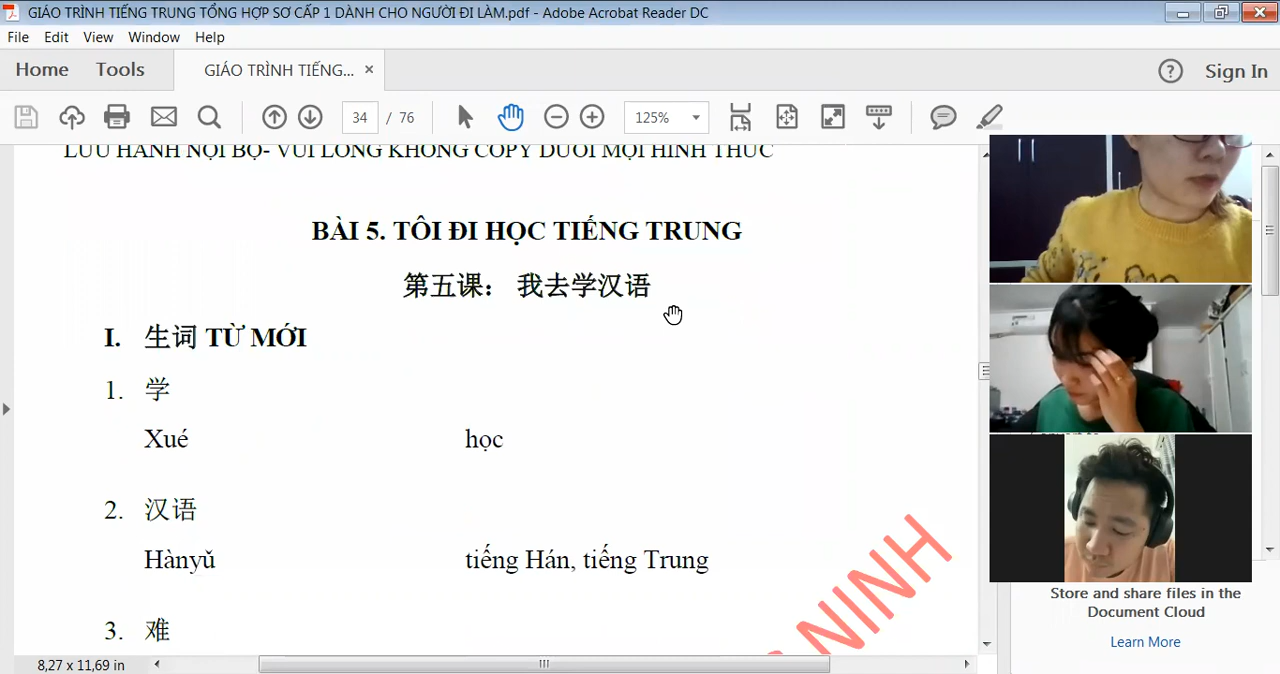 GIÁO TRÌNH TIẾNG TRUNG TỔNG HỢP SƠ CẤP 1 DÀNH CHO NGƯỜI ĐI LÀM.pdf - Adobe Acrobat Reader DC
File Edit View Window Help
Home Tools GIÁO TRÌNH TIẾNG... × ? Sign In
34 / 76 125%
LƯU HÀNH NỘI BỘ- VUI LÒNG KHÔNG COPY DƯỚI MỌI HÌNH THỨC
BÀI 5. TÔI ĐI HỌC TIẾNG TRUNG
第五课： 我去学汉语
I. 生词 TỪ MỚI
1. 学
Xué học
2. 汉语
Hànyǔ tiếng Hán, tiếng Trung
3. 难
NINH
Store and share files in the
Document Cloud
Learn More
8,27 x 11,69 in